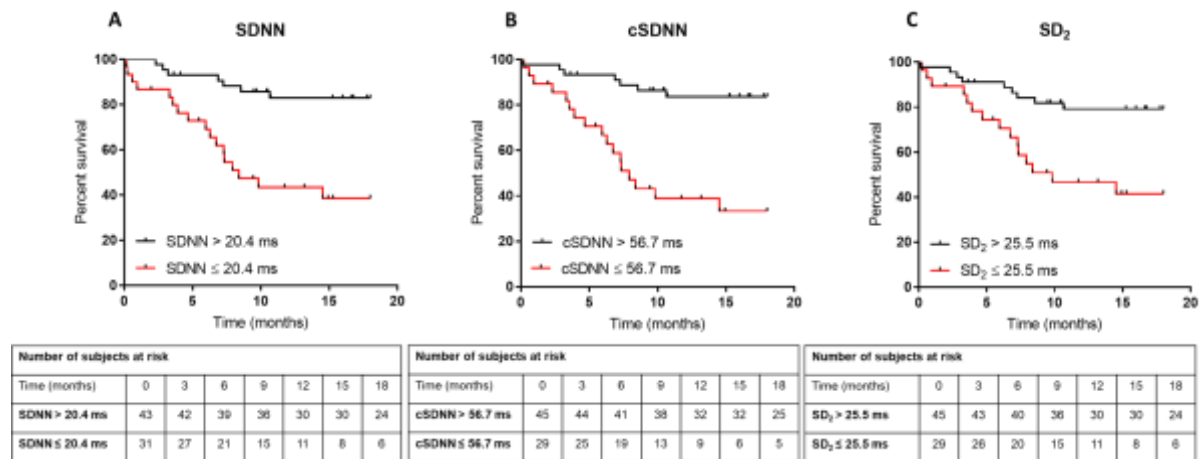 A
SDNN
Percent survival
100
80
60
40
20
0
SDNN > 20.4 ms
SDNN ≤ 20.4 ms
0 5 10 15 20
Time (months)
B
cSDNN
Percent survival
100
80
60
40
20
0
cSDNN > 56.7 ms
cSDNN ≤ 56.7 ms
0 5 10 15 20
Time (months)
C
SD₂
Percent survival
100
80
60
40
20
0
SD₂ > 25.5 ms
SD₂ ≤ 25.5 ms
0 5 10 15 20
Time (months)
Number of subjects at risk
Time (months) 0 3 6 9 12 15 18
SDNN > 20.4 ms 43 42 39 36 30 30 24
SDNN ≤ 20.4 ms 31 27 21 15 11 8 6
Number of subjects at risk
Time (months) 0 3 6 9 12 15 18
cSDNN > 56.7 ms 45 44 41 38 32 32 25
cSDNN ≤ 56.7 ms 29 25 19 13 9 6 5
Number of subjects at risk
Time (months) 0 3 6 9 12 15 18
SD₂ > 25.5 ms 45 43 40 36 30 30 24
SD₂ ≤ 25.5 ms 29 26 20 15 11 8 6